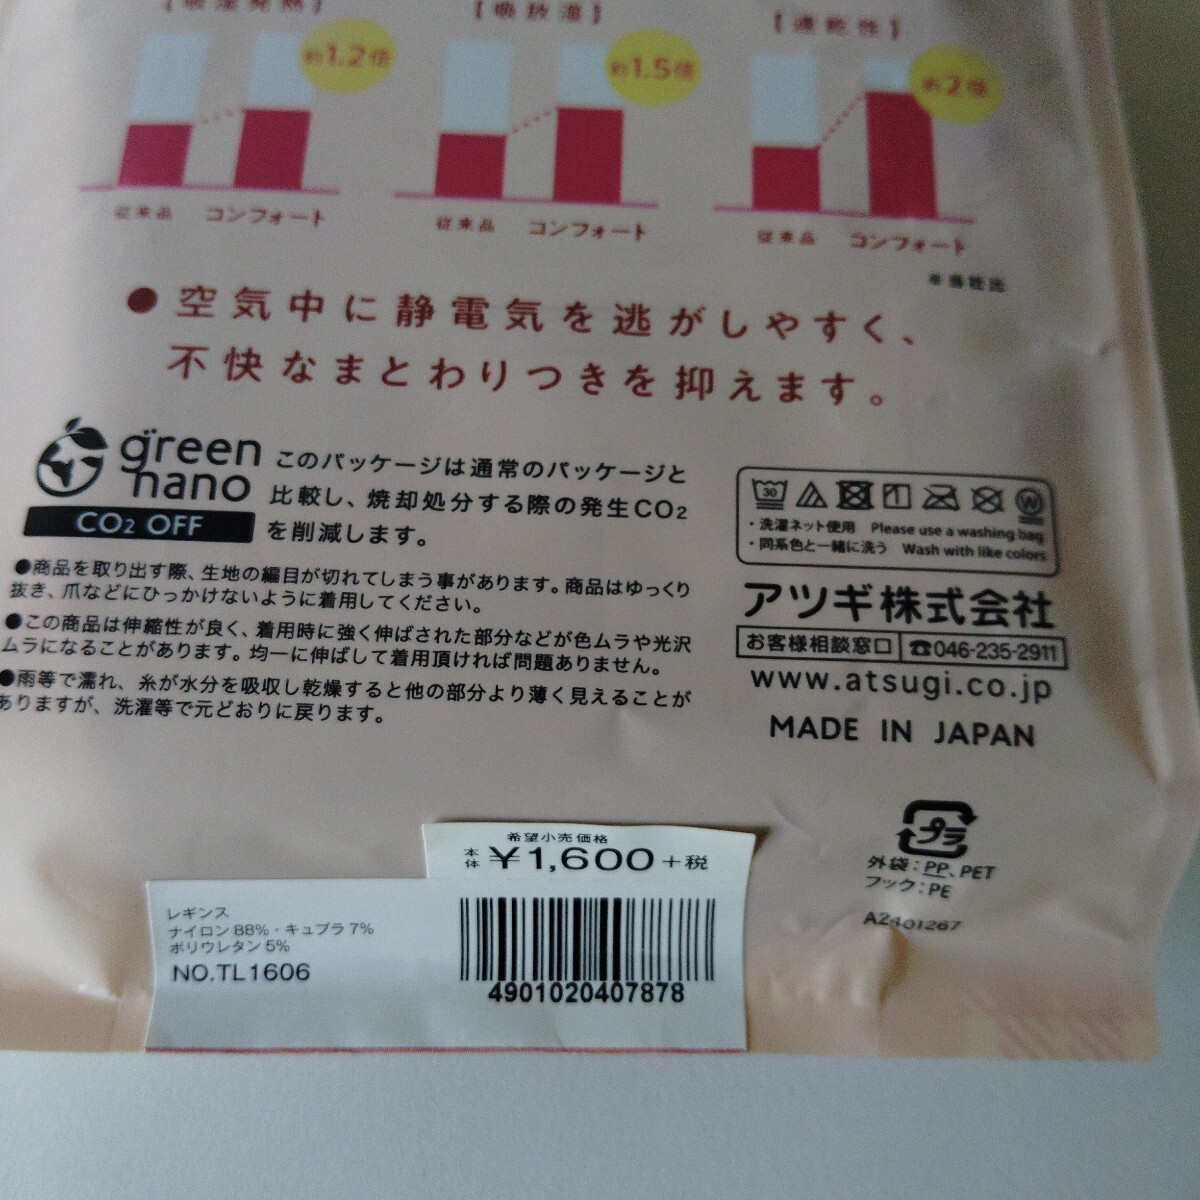 【吸湿発熱】
約1.2倍
従来品 コンフォート
【吸放湿】
約1.5倍
従来品 コンフォート
【速乾性】
約2倍
従来品 コンフォート
※当社比
●空気中に静電気を逃がしやすく、
不快なまとわりつきを抑えます。
green
nano
CO2 OFF
このパッケージは通常のパッケージと
比較し、焼却処分する際の発生CO2
を削減します。
●商品を取り出す際、生地の編目が切れてしまう事があります。商品はゆっくり
抜き、爪などにひっかけないように着用してください。
●この商品は伸縮性が良く、着用時に強く伸ばされた部分などが色ムラや光沢
ムラになることがあります。均一に伸ばして着用頂ければ問題ありません。
●雨等で濡れ、糸が水分を吸収し乾燥すると他の部分より薄く見えることが
ありますが、洗濯等で元どおりに戻ります。
30
W
・洗濯ネット使用 Please use a washing bag
・同系色と一緒に洗う Wash with like colors
アツギ株式会社
お客様相談窓口 ☎046-235-2911
www.atsugi.co.jp
MADE IN JAPAN
プラ
外袋：PP、PET
フック：PE
A2401267
希望小売価格
本体 ¥1,600+税
4901020407878
レギンス
ナイロン 88%・キュプラ 7%
ポリウレタン 5%
NO.TL1606